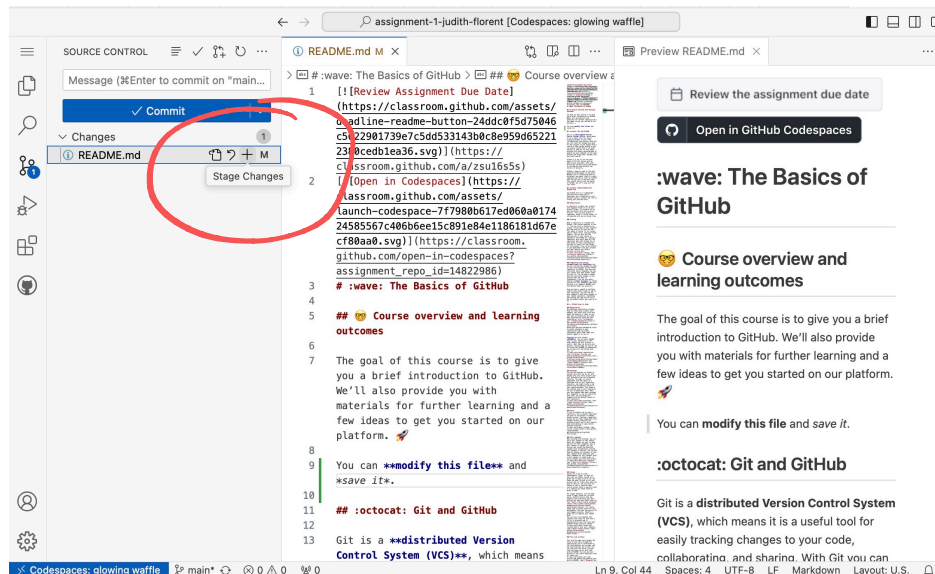 assignment-1-judith-florent [Codespaces: glowing waffle]
SOURCE CONTROL
Message (⌘Enter to commit on "main...
Commit
Changes
1
README.md
M
Stage Changes
1
README.md M
# :wave: The Basics of GitHub > ## 🤓 Course overview a
1 [![Review Assignment Due Date]
(https://classroom.github.com/assets/
deadline-readme-button-24ddc0f5d75046
c5622901739e7c5dd533143b0c8e959d65221
2380cedb1ea36.svg)](https://
classroom.github.com/a/zsu16s5s)
2 [![Open in Codespaces](https://
classroom.github.com/assets/
launch-codespace-7f7980b617ed060a0174
24585567c406b6ee15c891e84e1186181d67e
cf80aa0.svg)](https://classroom.
github.com/open-in-codespaces?
assignment_repo_id=14822986)
3 # :wave: The Basics of GitHub
4
5 ## 🤓 Course overview and learning
outcomes
6
7 The goal of this course is to give
you a brief introduction to GitHub.
We’ll also provide you with
materials for further learning and a
few ideas to get you started on our
platform. 🚀
8
9 You can **modify this file** and
*save it*.
10
11 ## :octocat: Git and GitHub
12
13 Git is a **distributed Version
Control System (VCS)**, which means
Preview README.md
Review the assignment due date
Open in GitHub Codespaces
:wave: The Basics of
GitHub
🤓 Course overview and
learning outcomes
The goal of this course is to give you a brief
introduction to GitHub. We’ll also provide
you with materials for further learning and a
few ideas to get you started on our platform.
🚀
You can modify this file and save it.
:octocat: Git and GitHub
Git is a distributed Version Control System
(VCS), which means it is a useful tool for
easily tracking changes to your code,
collaborating, and sharing. With Git you can
Codespaces: glowing waffle
main*
0 0
0
Ln 9, Col 44
Spaces: 4
UTF-8
LF
Markdown
Layout: U.S.